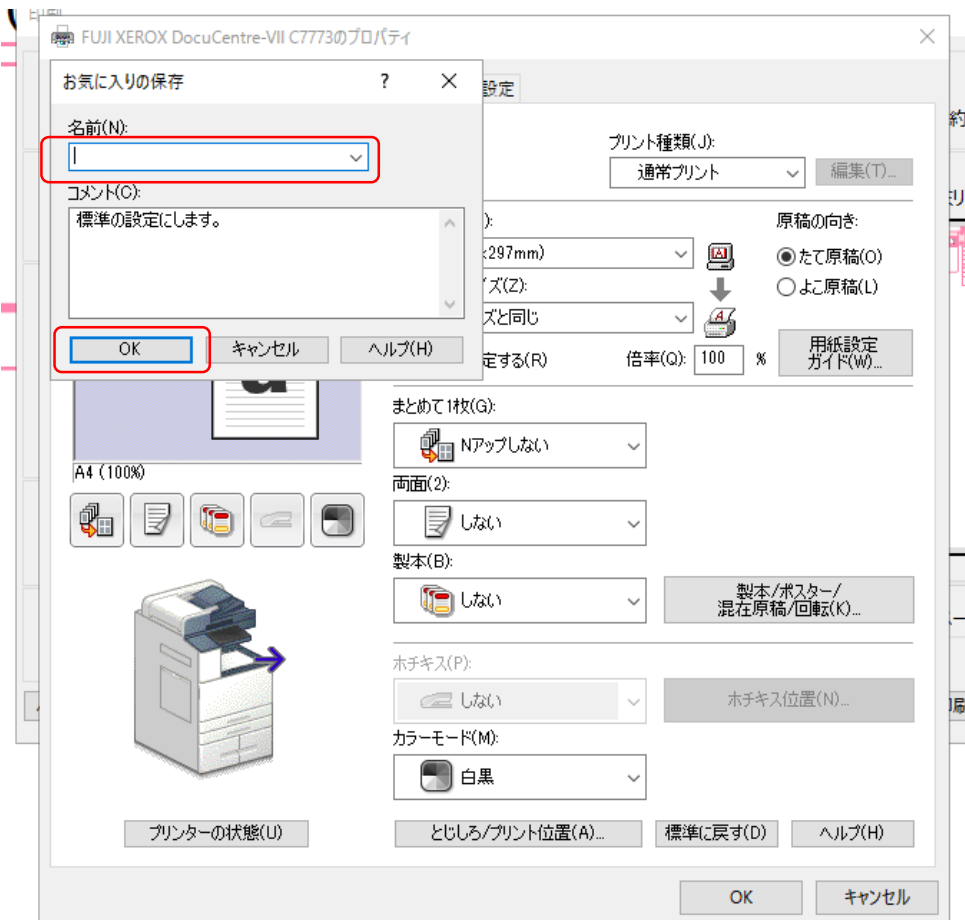 印刷
FUJI XEROX DocuCentre-VII C7773のプロパティ
お気に入りの保存
?
設定
名前(N):
プリント種類(J):
通常プリント
編集(T)...
コメント(C):
標準の設定にします。
):
原稿の向き:
×297mm)
たて原稿(O)
イズ(Z):
よこ原稿(L)
ズと同じ
OK
キャンセル
ヘルプ(H)
定する(R)
倍率(Q):
100
%
用紙設定
ガイド(W)...
まとめて1枚(G):
Nアップしない
A4 (100%)
両面(2):
しない
製本(B):
しない
製本/ポスター/
混在原稿/回転(K)...
ホチキス(P):
しない
ホチキス位置(N)...
カラーモード(M):
白黒
プリンターの状態(U)
とじしろ/プリント位置(A)...
標準に戻す(D)
ヘルプ(H)
OK
キャンセル